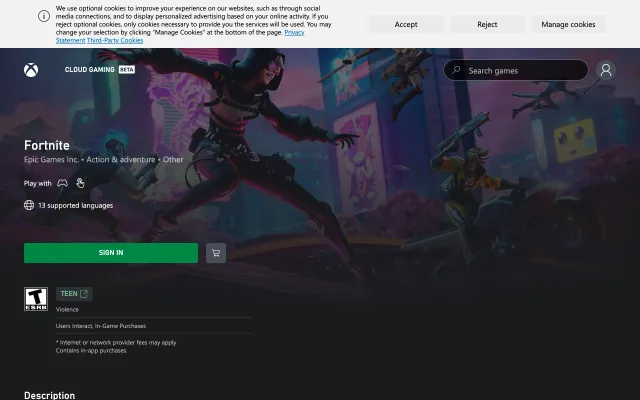 We use optional cookies to improve your experience on our websites, such as through social
media connections, and to display personalized advertising based on your online activity. If you
reject optional cookies, only cookies necessary to provide you the services will be used. You may
change your selection by clicking "Manage Cookies" at the bottom of the page. Privacy
Statement Third-Party Cookies
Accept
Reject
Manage cookies
CLOUD GAMING BETA
Search games
Fortnite
Epic Games Inc. • Action & adventure • Other
Play with
13 supported languages
SIGN IN
T
ESRB
TEEN
Violence
Users Interact, In-Game Purchases
* Internet or network provider fees may apply
Contains in-app purchases.
Description